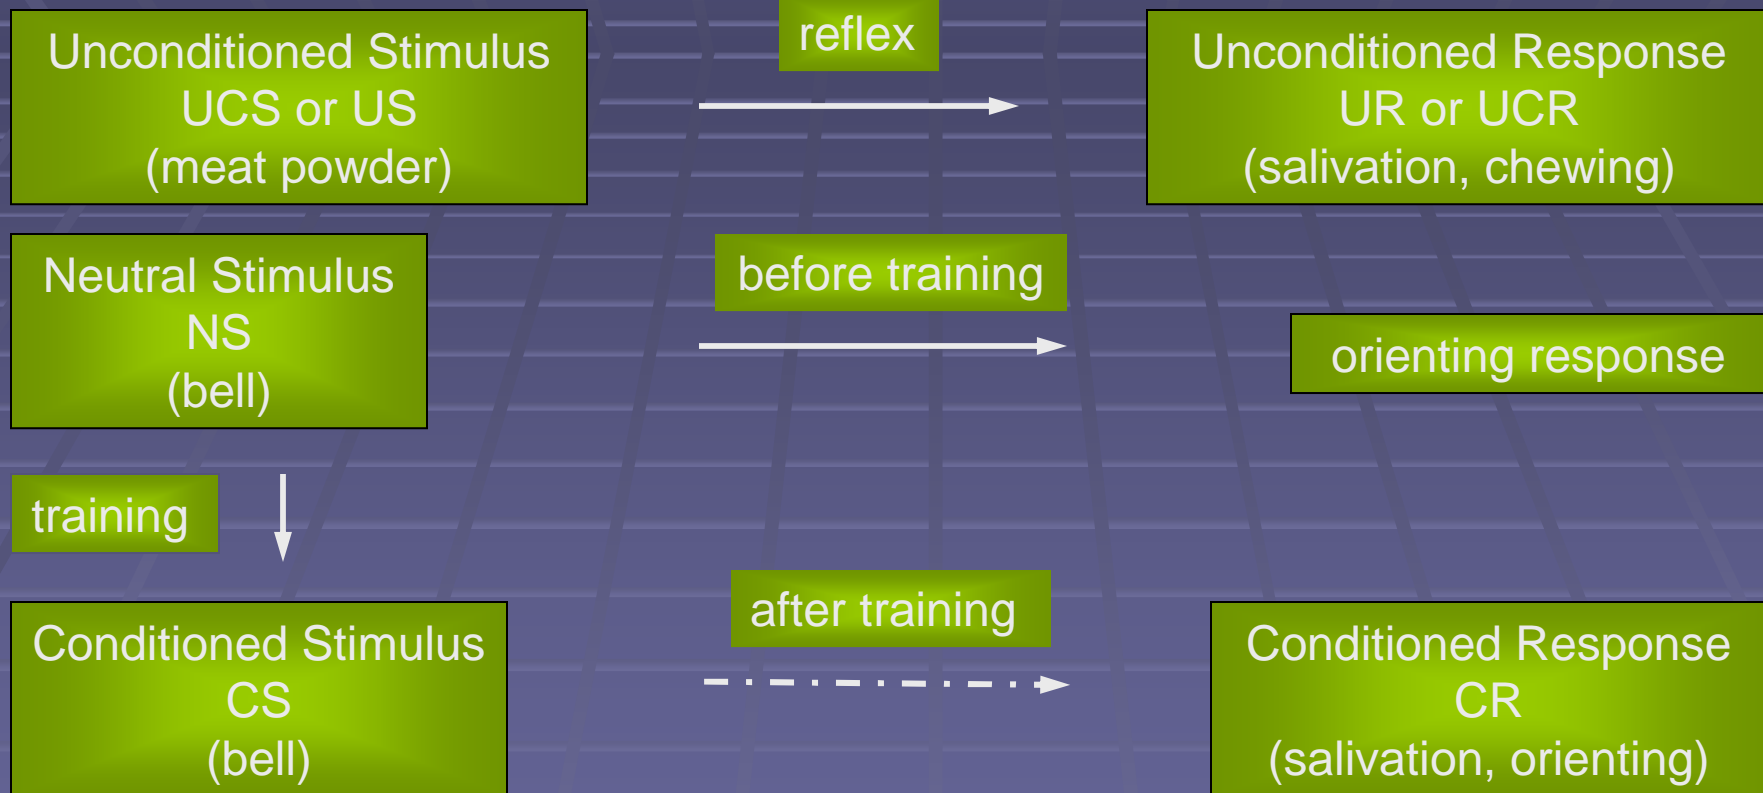 Unconditioned Stimulus
UCS or US
(meat powder)
reflex
Unconditioned Response
UR or UCR
(salivation, chewing)
Neutral Stimulus
NS
(bell)
before training
orienting response
training
Conditioned Stimulus
CS
(bell)
after training
Conditioned Response
CR
(salivation, orienting)